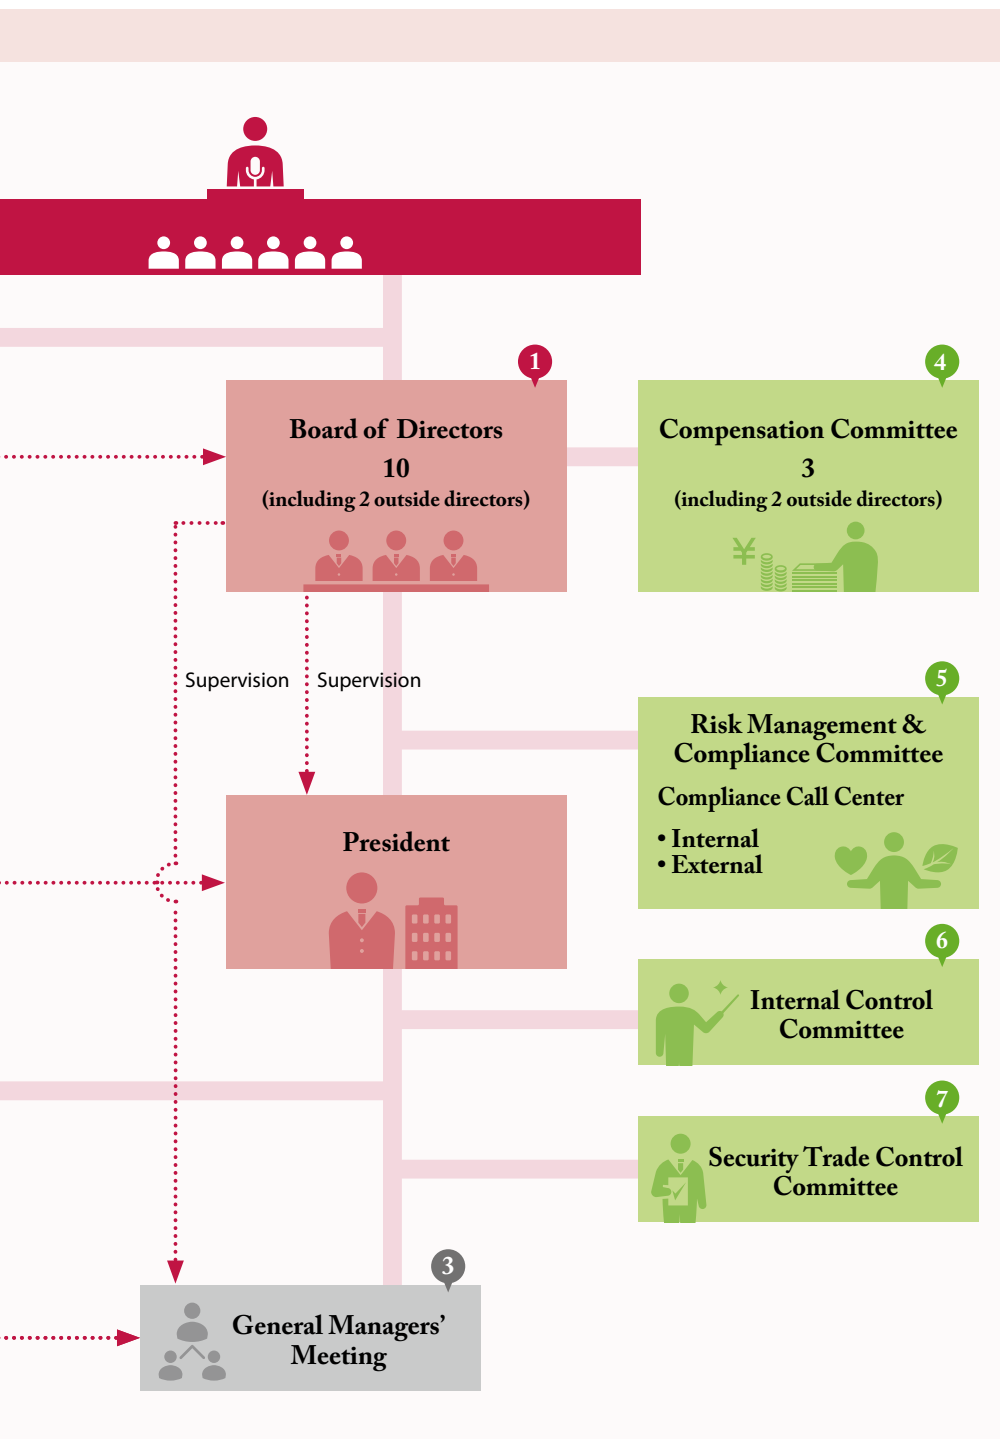 1
Board of Directors
10
(including 2 outside directors)
4
Compensation Committee
3
(including 2 outside directors)
¥
Supervision
Supervision
5
Risk Management &
Compliance Committee
Compliance Call Center
• Internal
• External
President
6
Internal Control
Committee
7
Security Trade Control
Committee
3
General Managers’
Meeting